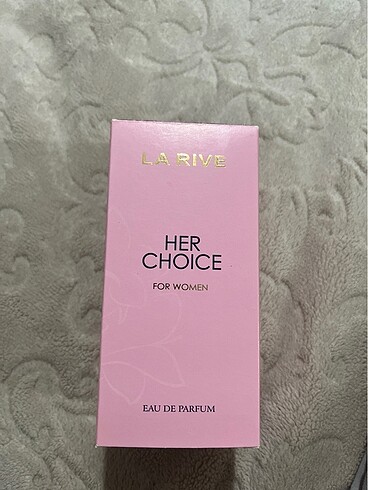 LA RIVE
HER
CHOICE
FOR WOMEN
EAU DE PARFUM